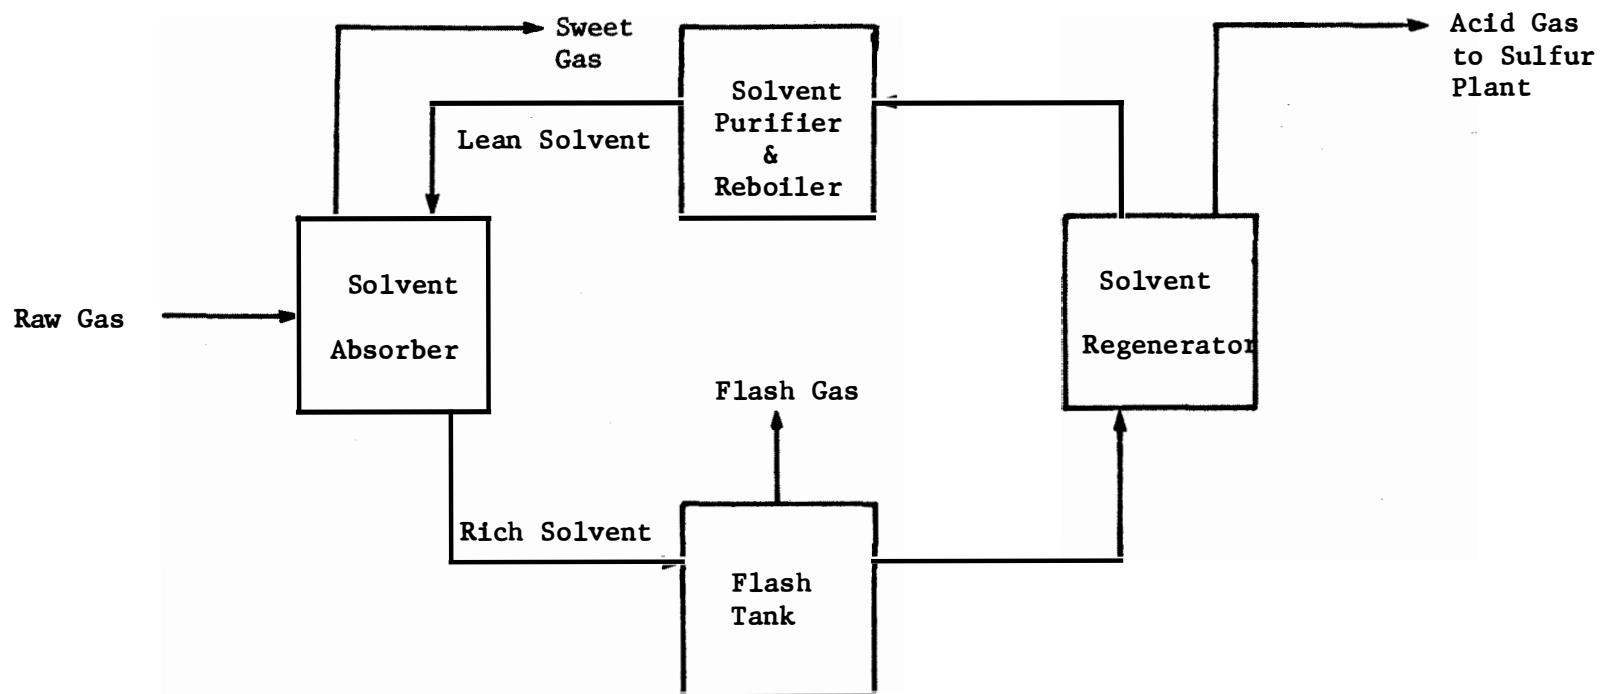 Sweet
Gas
Acid Gas
to Sulfur
Plant
Solvent
Purifier
&
Reboiler
Lean Solvent
Solvent
Absorber
Solvent
Regenerator
Raw Gas
Flash Gas
Rich Solvent
Flash
Tank